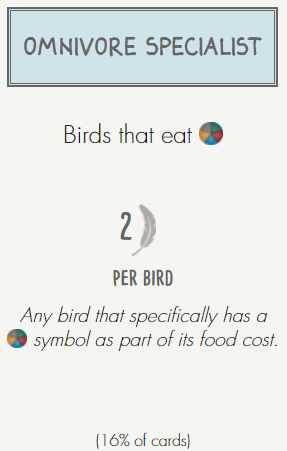 OMNIVORE SPECIALIST
Birds that eat
2
PER BIRD
Any bird that specifically has a
symbol as part of its food cost.
(16% of cards)